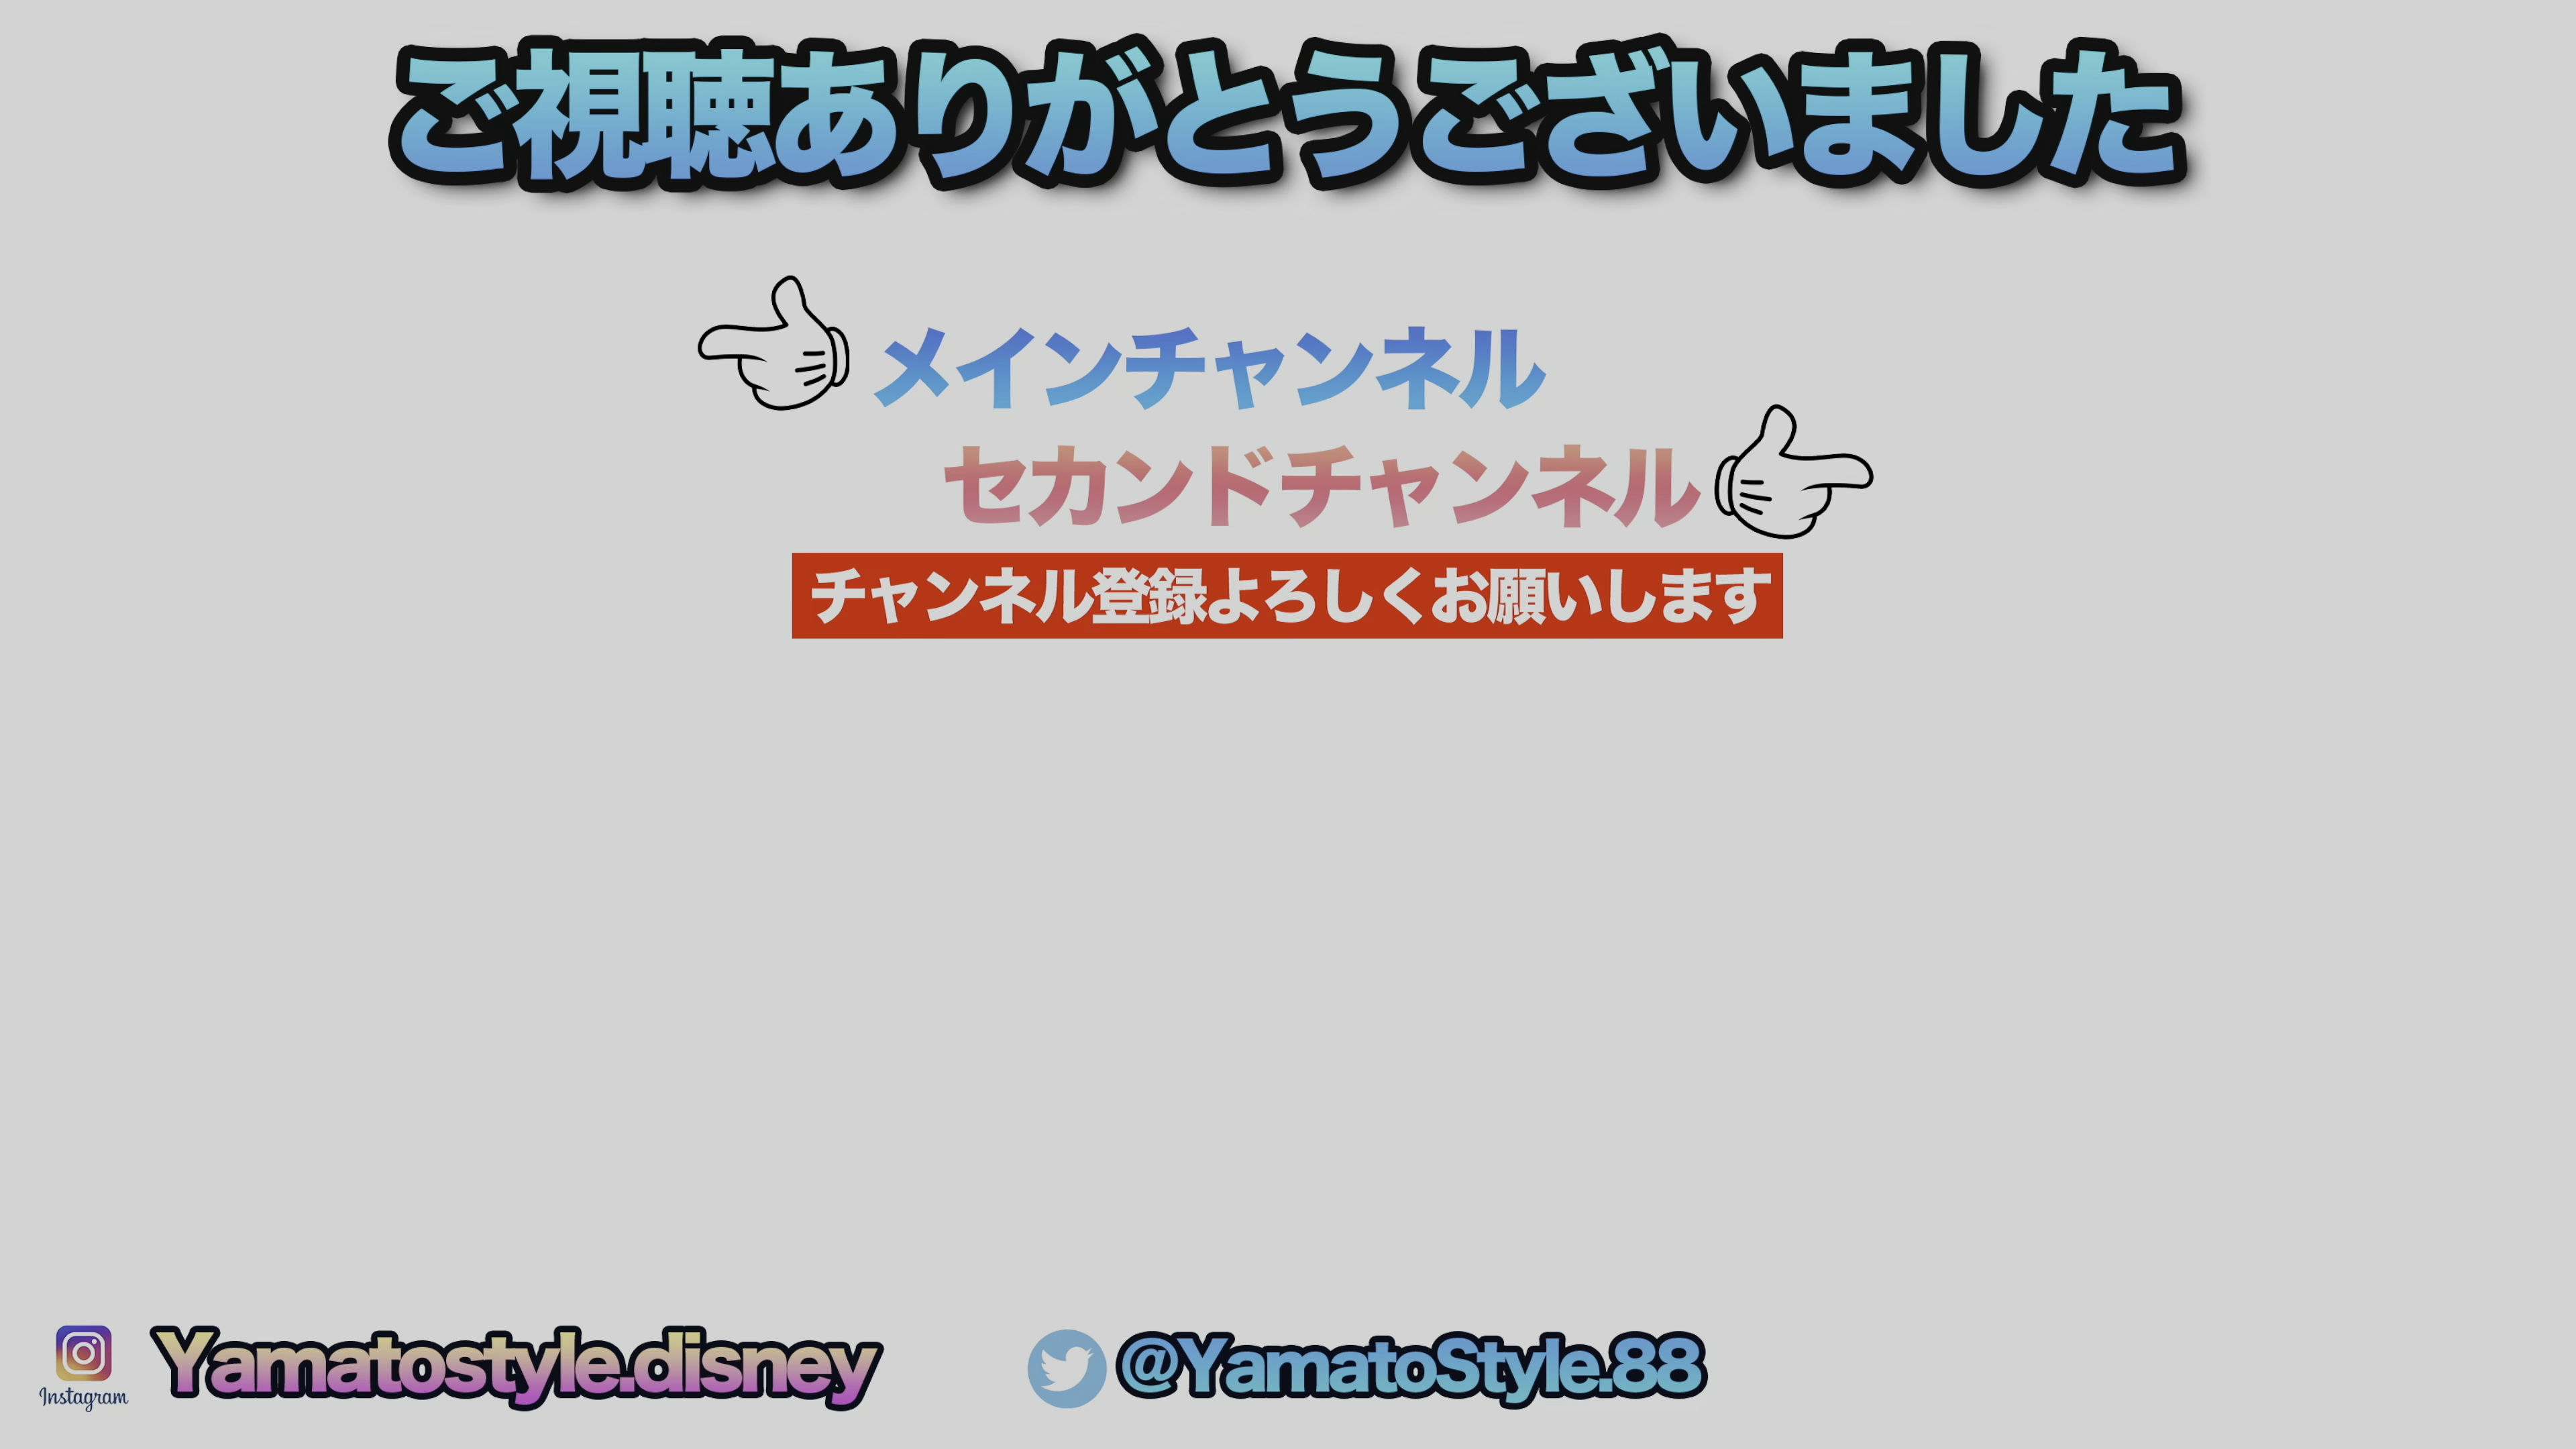 ご視聴ありがとうございました
メインチャンネル
セカンドチャンネル
チャンネル登録よろしくお願いします
Instagram
Yamatostyle.disney
@YamatoStyle.88